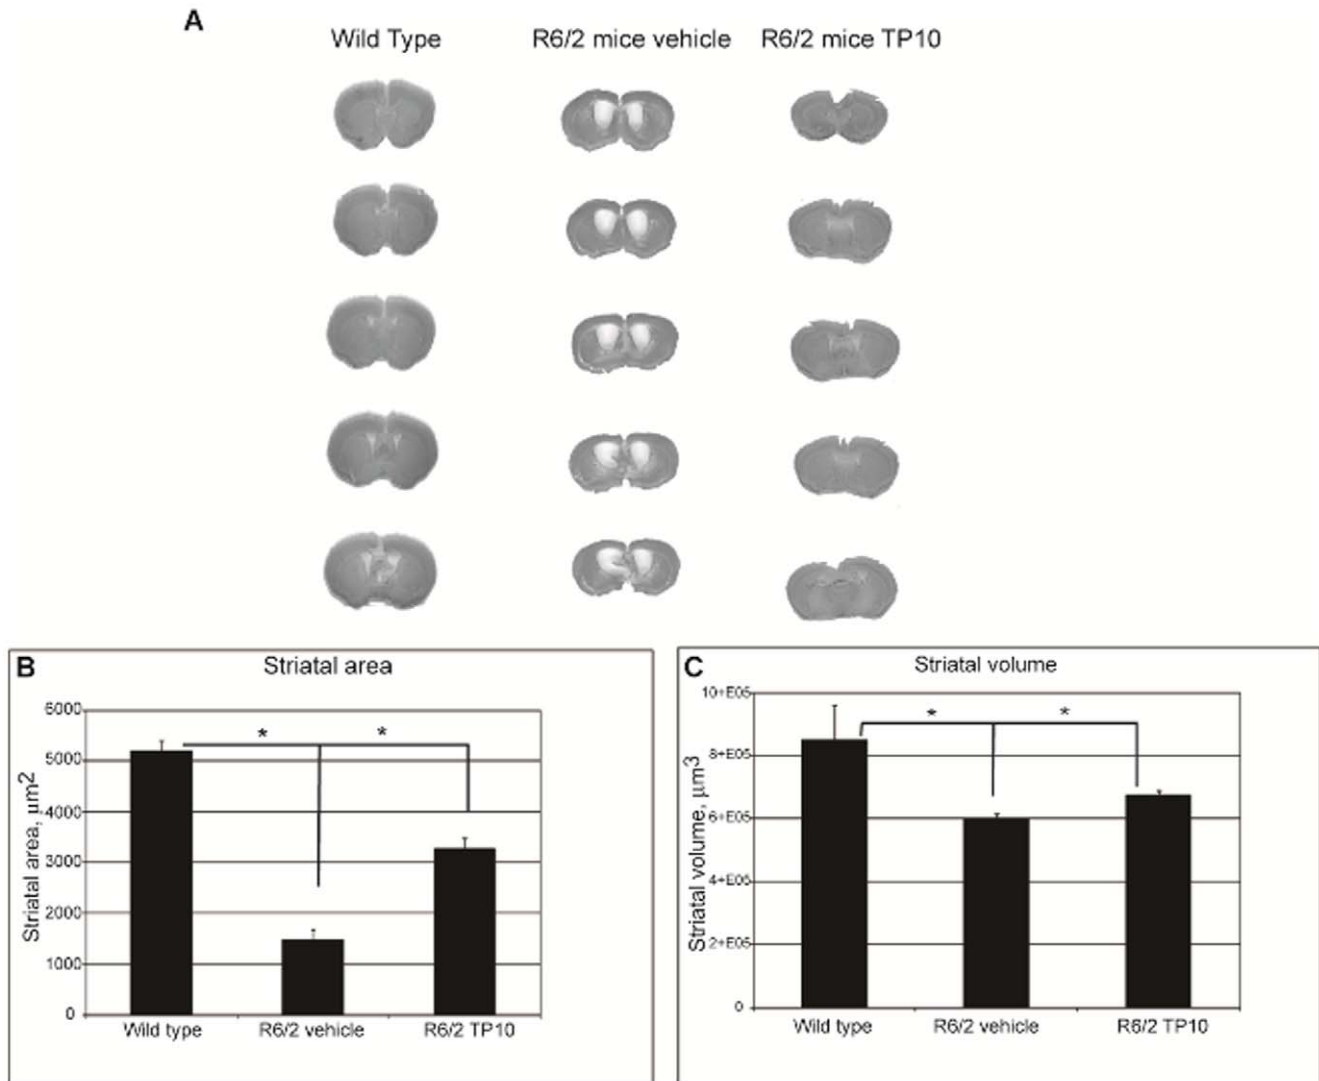 A
Wild Type R6/2 mice vehicle R6/2 mice TP10
B
Striatal area
6000
5000
4000
3000
2000
1000
0
Striatal area, µm2
Wild type R6/2 vehicle R6/2 TP10
* *
C
Striatal volume
10+E05
8+E05
6+E05
4+E05
2+E05
0
Striatal volume, µm3
Wild type R6/2 vehicle R6/2 TP10
* *